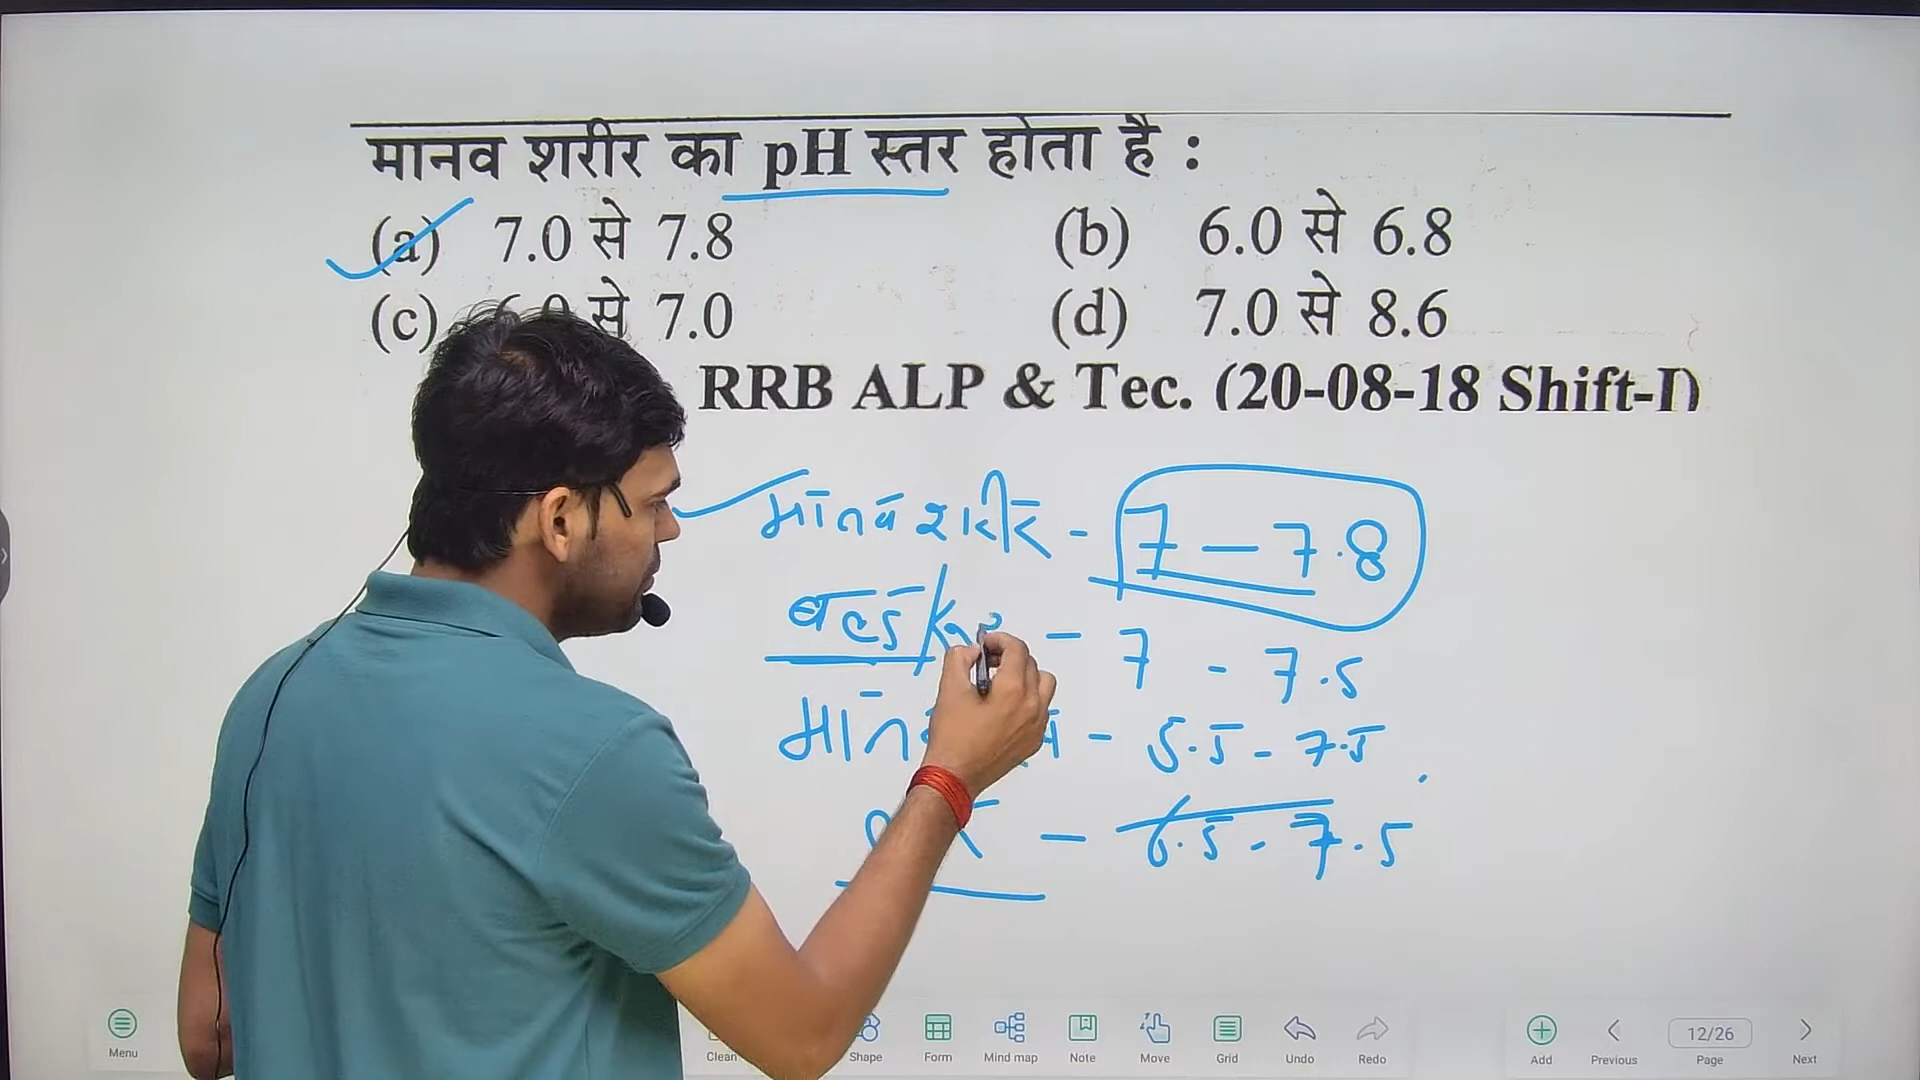 मानव शरीर का pH स्तर होता है :
(a) 7.0 से 7.8 (b) 6.0 से 6.8
(c) से 7.0 (d) 7.0 से 8.6
RRB ALP & Tec. (20-08-18 Shift-I)
मानव शरीर - 7 - 7.8
ब्लड / - 7 - 7.5
- 5.5 - 7.5
- 6.5 - 7.5
Menu Clean Shape Form Mind map Note Move Grid Undo Redo Add Previous 12/26 Page Next